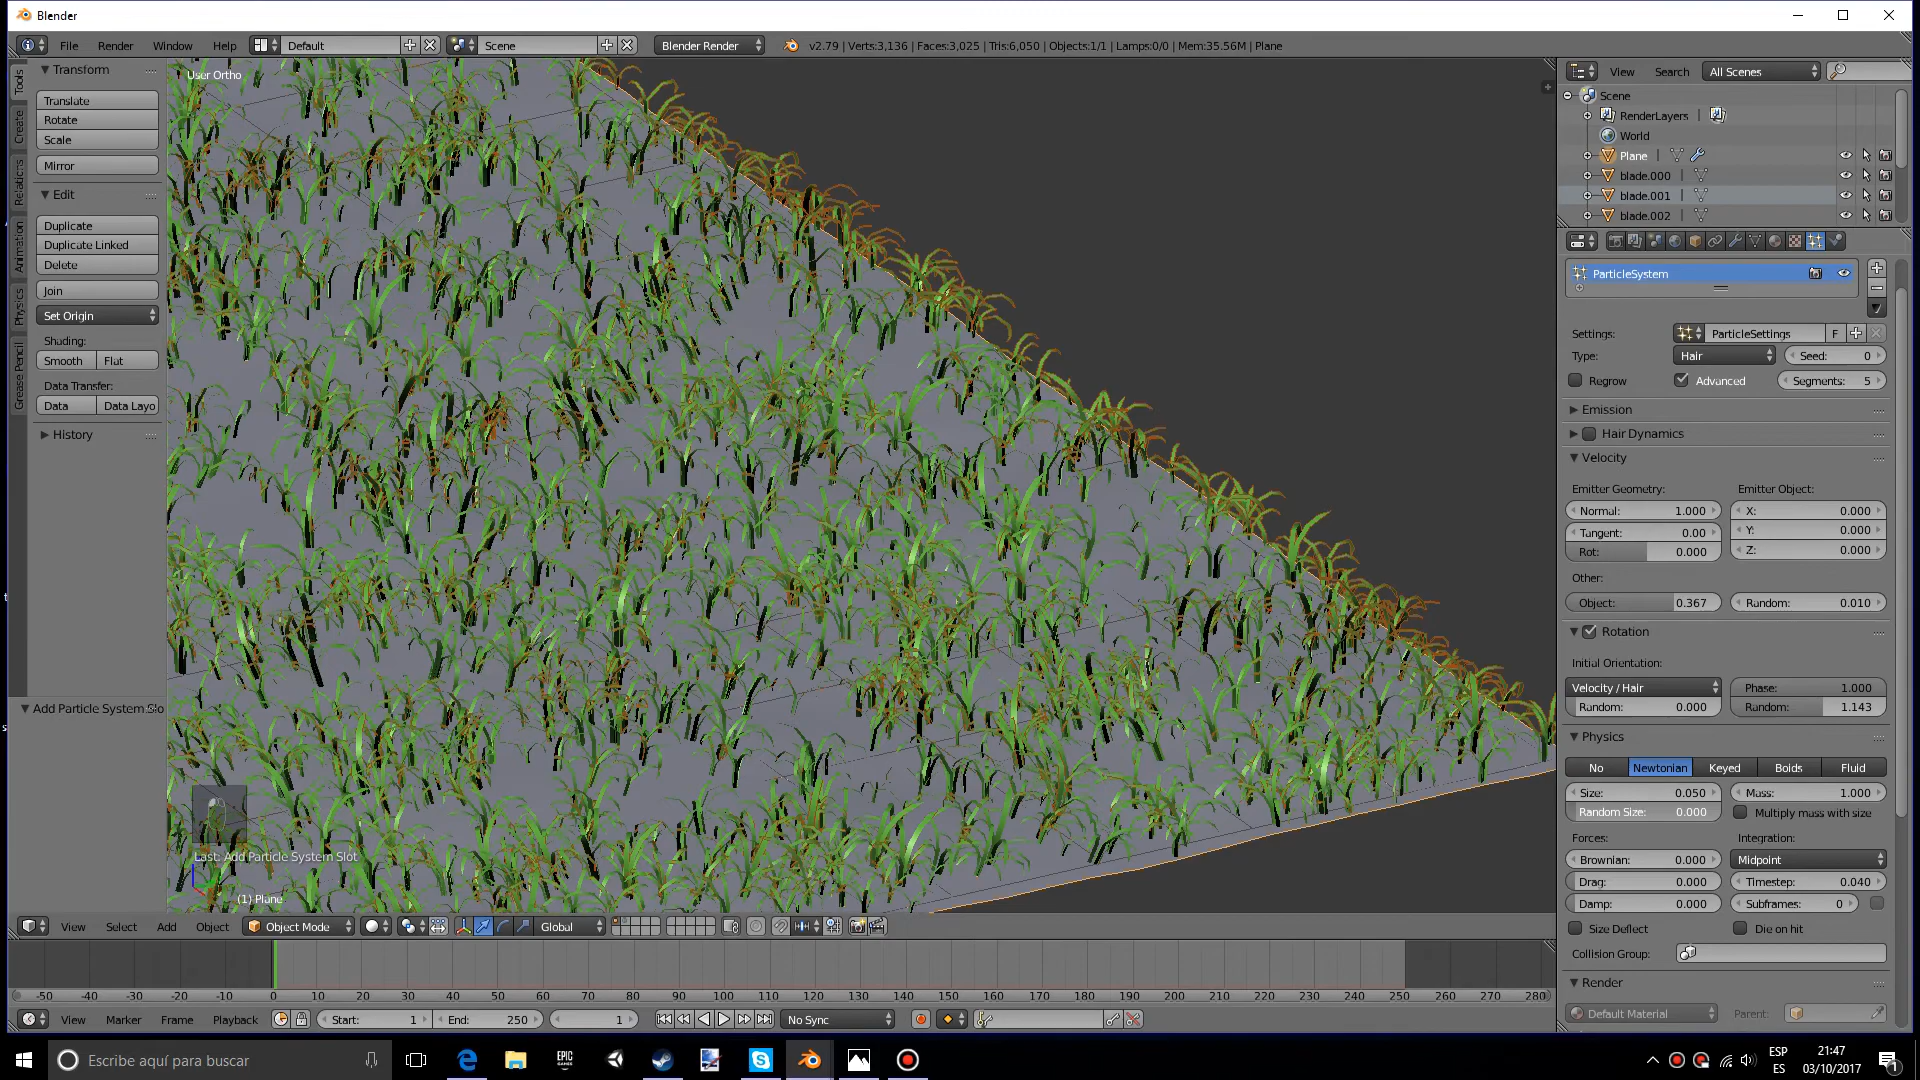 Blender
File Render Window Help Default Scene Blender Render v2.79 | Verts:3,136 | Faces:3,025 | Tris:6,050 | Objects:1/1 | Lamps:0/0 | Mem:35.56M | Plane
Tools
Create
Relations
Animation
Physics
Grease Pencil
Transform
Translate
Rotate
Scale
Mirror
Edit
Duplicate
Duplicate Linked
Delete
Join
Set Origin
Shading:
Smooth Flat
Data Transfer:
Data Data Layo
History
Add Particle System Slo
User Ortho
Last: Add Particle System Slot
(1) Plane
View Select Add Object Object Mode Global
-50 -40 -30 -20 -10 0 10 20 30 40 50 60 70 80 90 100 110 120 130 140 150 160 170 180 190 200 210 220 230 240 250 260 270 280
View Marker Frame Playback Start: 1 End: 250 1 No Sync
View Search All Scenes
Scene
RenderLayers
World
Plane
blade.000
blade.001
blade.002
ParticleSystem
Settings: ParticleSettings F
Type: Hair Seed: 0
Regrow Advanced Segments: 5
Emission
Hair Dynamics
Velocity
Emitter Geometry: Emitter Object:
Normal: 1.000 X: 0.000
Tangent: 0.00 Y: 0.000
Rot: 0.000 Z: 0.000
Other:
Object: 0.367 Random: 0.010
Rotation
Initial Orientation:
Velocity / Hair Phase: 1.000
Random: 0.000 Random: 1.143
Physics
No Newtonian Keyed Boids Fluid
Size: 0.050 Mass: 1.000
Random Size: 0.000 Multiply mass with size
Forces: Integration:
Brownian: 0.000 Midpoint
Drag: 0.000 Timestep: 0.040
Damp: 0.000 Subframes: 0
Size Deflect Die on hit
Collision Group:
Render
Default Material Parent:
Escribe aquí para buscar
EPIC GAMES
ESP
ES
21:47
03/10/2017
1